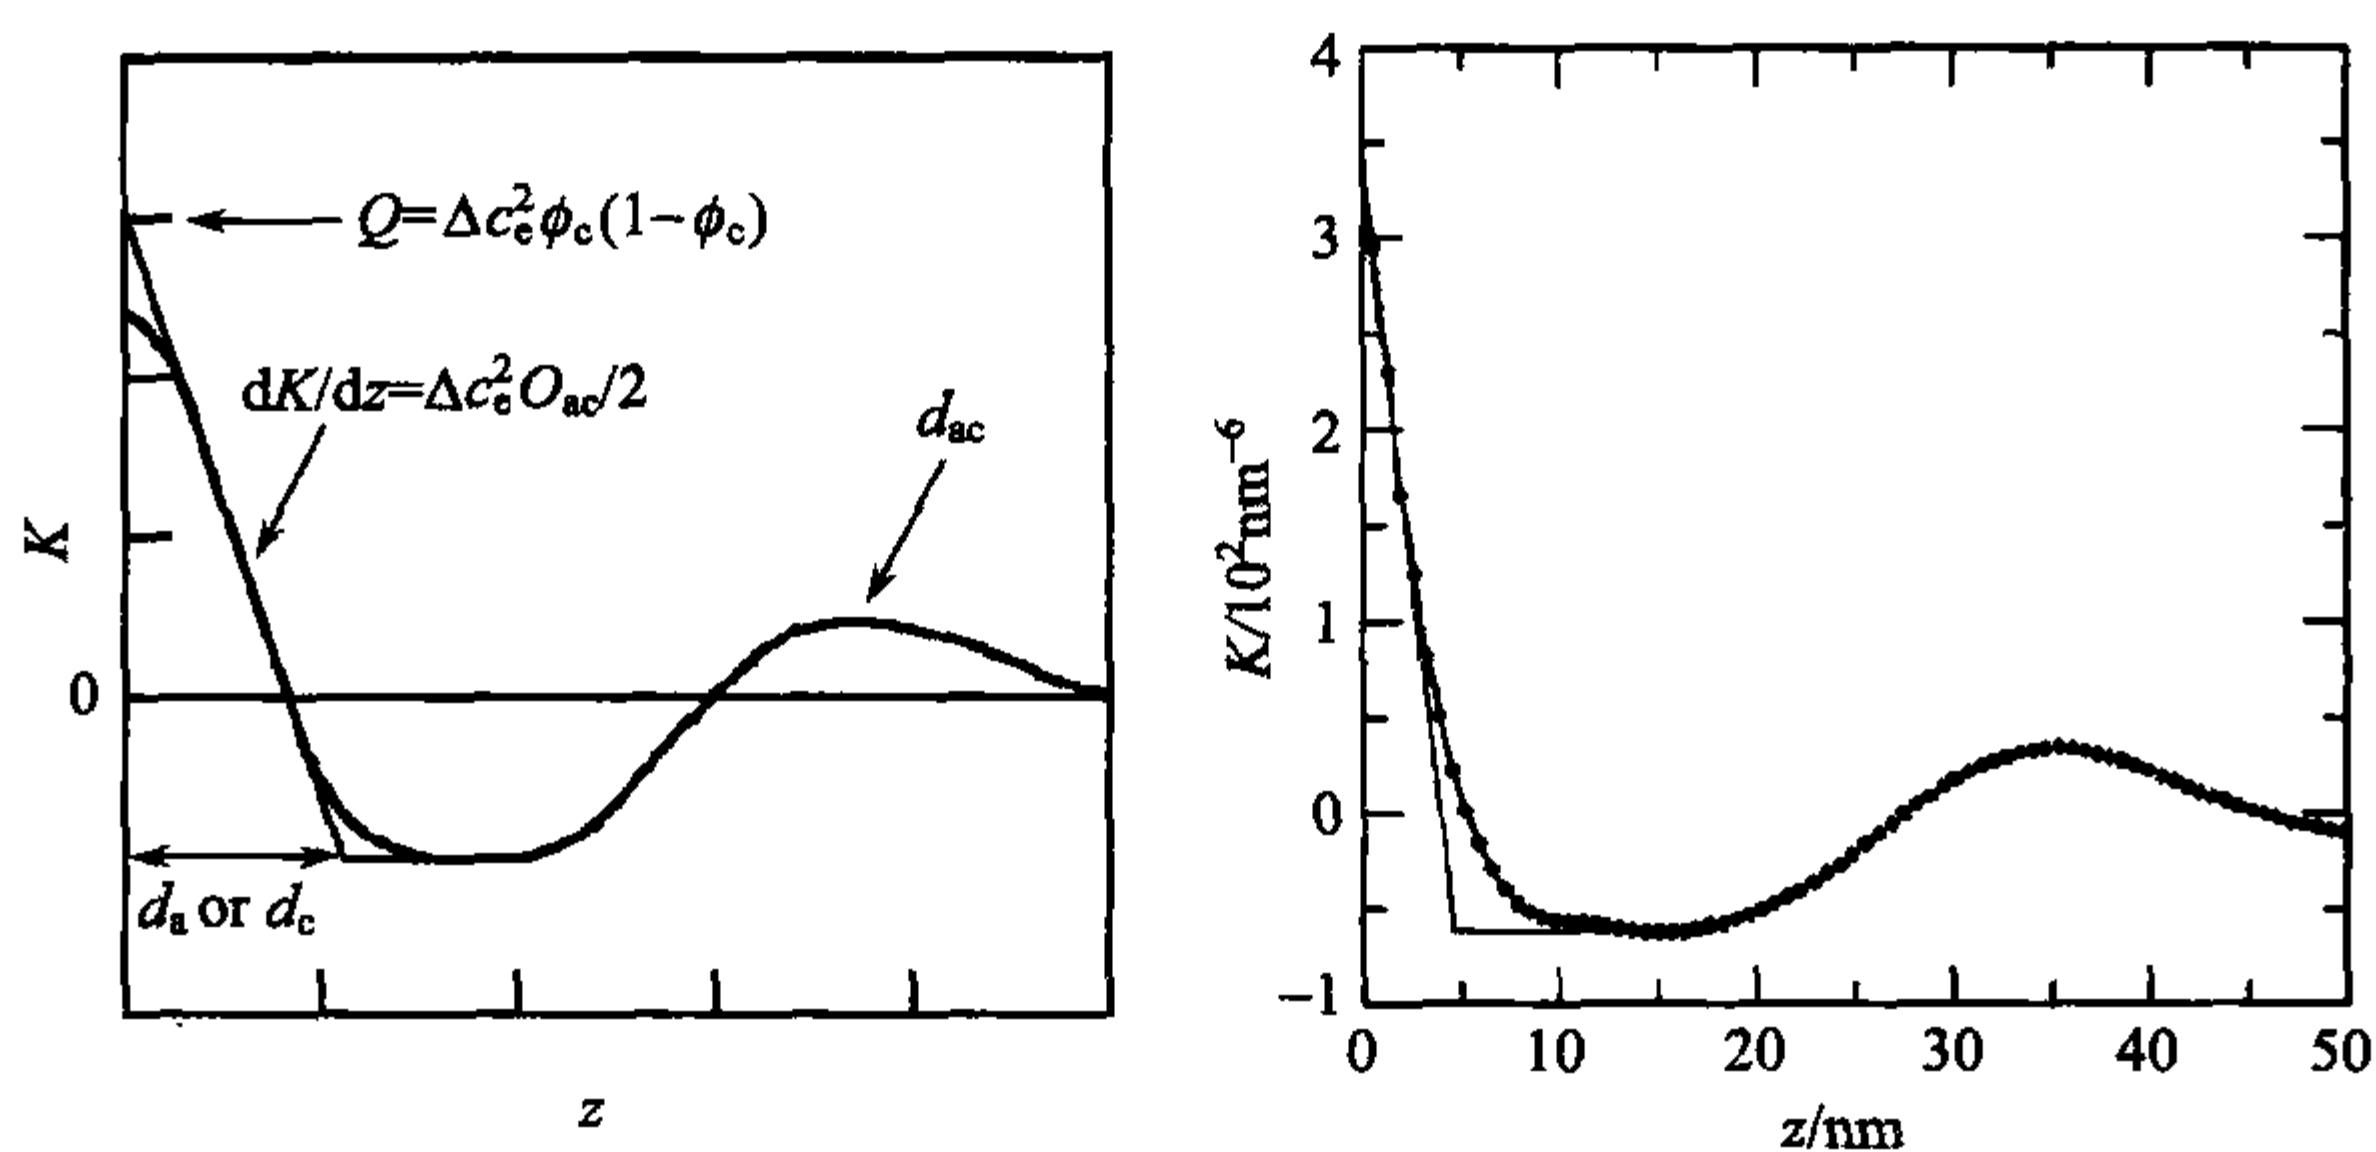 Q=Δc_e^2ϕ_c(1−ϕ_c)
dK/dz=Δc_e^2O_ac/2
d_ac
K
0
d_a or d_c
z
4
3
2
1
0
−1
K/10^2nm^−6
0 10 20 30 40 50
z/nm